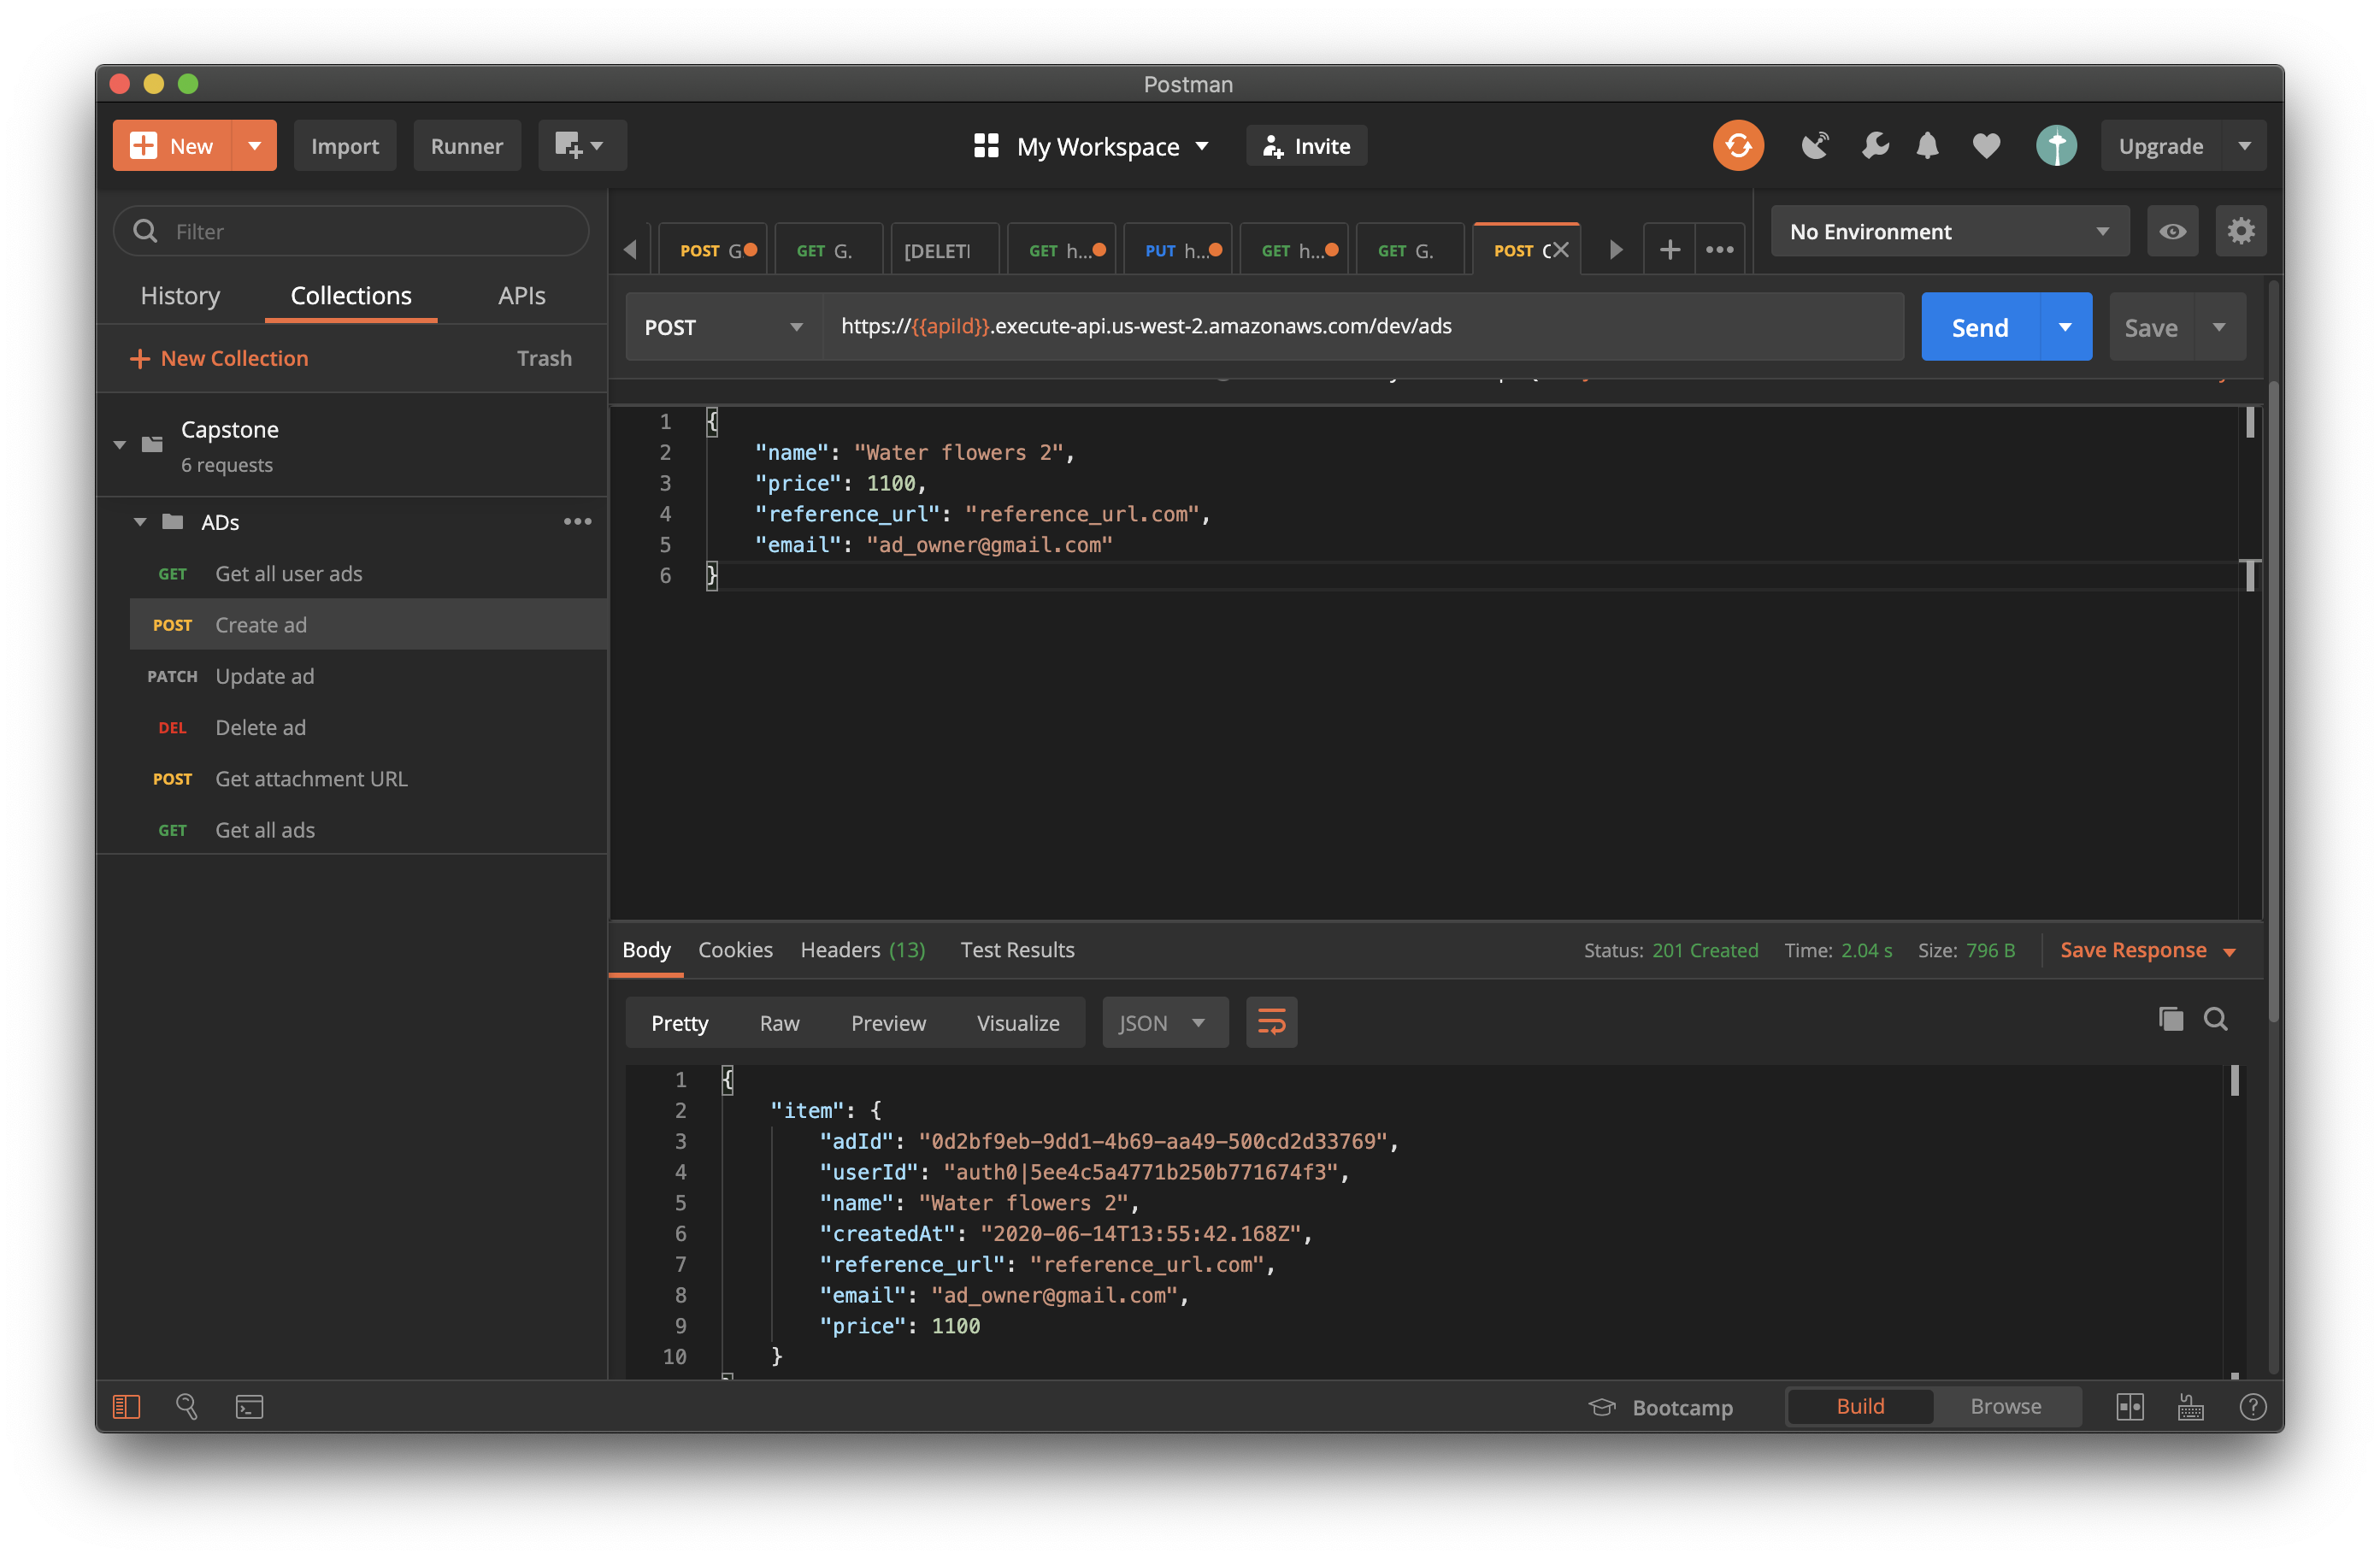 Postman
New
Import
Runner
My Workspace
Invite
Upgrade
Filter
History
Collections
APIs
New Collection
Trash
Capstone
6 requests
ADs
GET Get all user ads
POST Create ad
PATCH Update ad
DEL Delete ad
POST Get attachment URL
GET Get all ads
POST G
GET G.
[DELET
GET h...
PUT h...
GET h...
GET G.
POST
No Environment
POST
https://{{apiId}}.execute-api.us-west-2.amazonaws.com/dev/ads
Send
Save
1 {
2 "name": "Water flowers 2",
3 "price": 1100,
4 "reference_url": "reference_url.com",
5 "email": "ad_owner@gmail.com"
6 }
Body
Cookies
Headers (13)
Test Results
Status: 201 Created
Time: 2.04 s
Size: 796 B
Save Response
Pretty
Raw
Preview
Visualize
JSON
1 {
2 "item": {
3 "adId": "0d2bf9eb-9dd1-4b69-aa49-500cd2d33769",
4 "userId": "auth0|5ee4c5a4771b250b771674f3",
5 "name": "Water flowers 2",
6 "createdAt": "2020-06-14T13:55:42.168Z",
7 "reference_url": "reference_url.com",
8 "email": "ad_owner@gmail.com",
9 "price": 1100
10 }
Bootcamp
Build
Browse